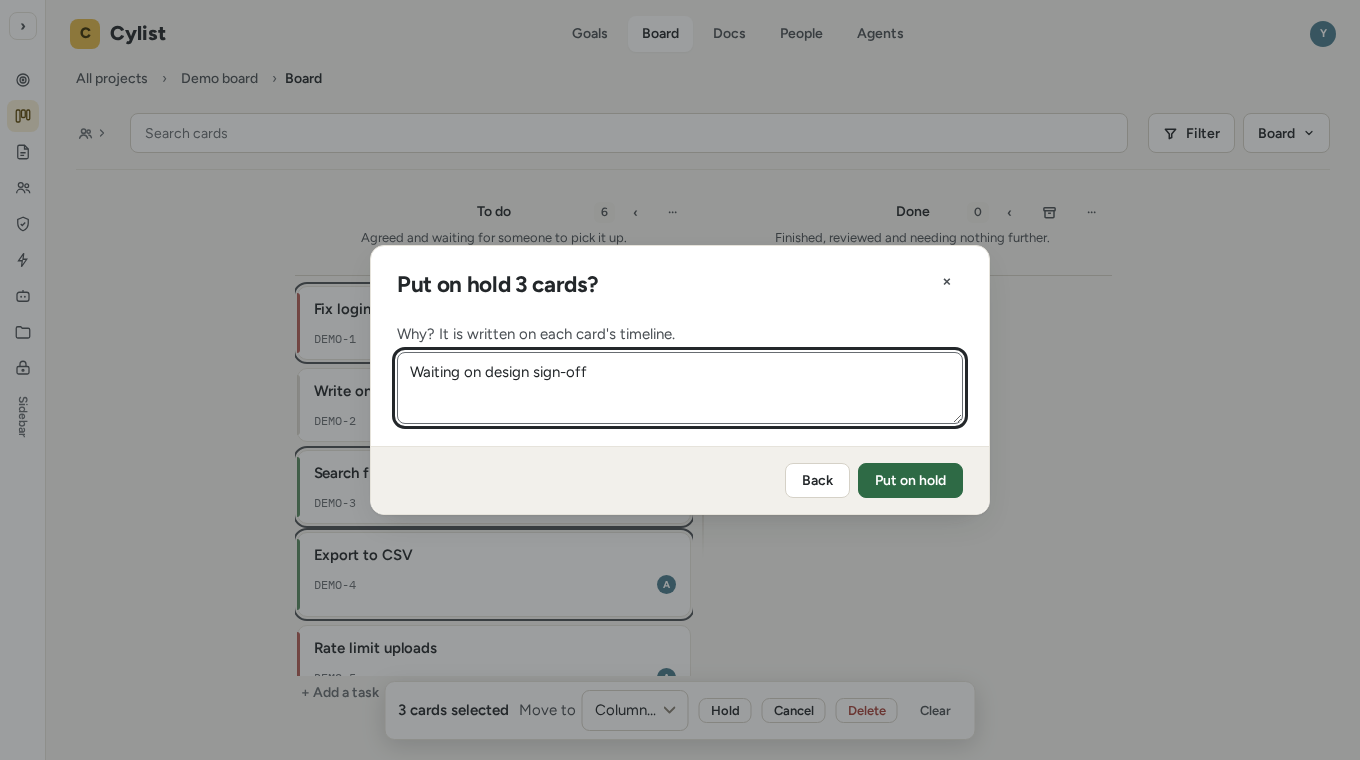 C Cylist
Goals Board Docs People Agents
Y
All projects › Demo board › Board
Search cards
Filter
Board
To do 6 ‹ ···
Agreed and waiting for someone to pick it up.
Done 0 ‹ ···
Finished, reviewed and needing nothing further.
Fix login
DEMO-1
Write on
DEMO-2
Search f
DEMO-3
Export to CSV
DEMO-4
A
Rate limit uploads
+ Add a task
Put on hold 3 cards?
×
Why? It is written on each card's timeline.
Waiting on design sign-off
Back
Put on hold
3 cards selected Move to Column... Hold Cancel Delete Clear
Sidebar